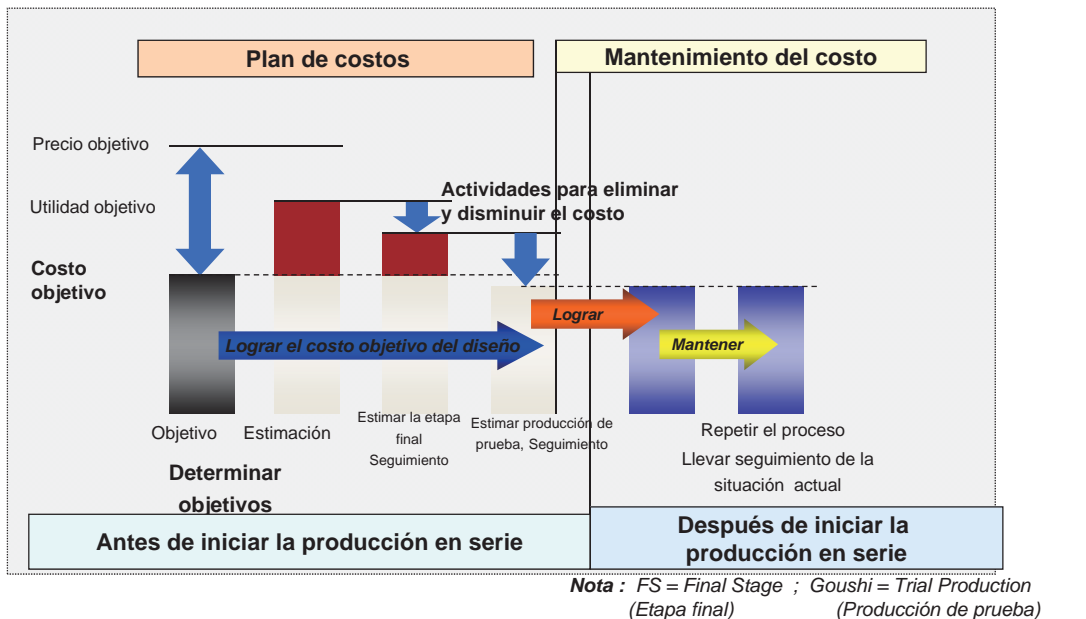 Plan de costos
Mantenimiento del costo
Precio objetivo
Utilidad objetivo
Actividades para eliminar
y disminuir el costo
Costo
objetivo
Lograr
Lograr el costo objetivo del diseño
Mantener
Objetivo
Estimación
Estimar la etapa
final
Seguimiento
Estimar producción de
prueba, Seguimiento
Repetir el proceso
Llevar seguimiento de la
situación actual
Determinar
objetivos
Antes de iniciar la producción en serie
Después de iniciar la
producción en serie
Nota : FS = Final Stage ; Goushi = Trial Production
(Etapa final) (Producción de prueba)